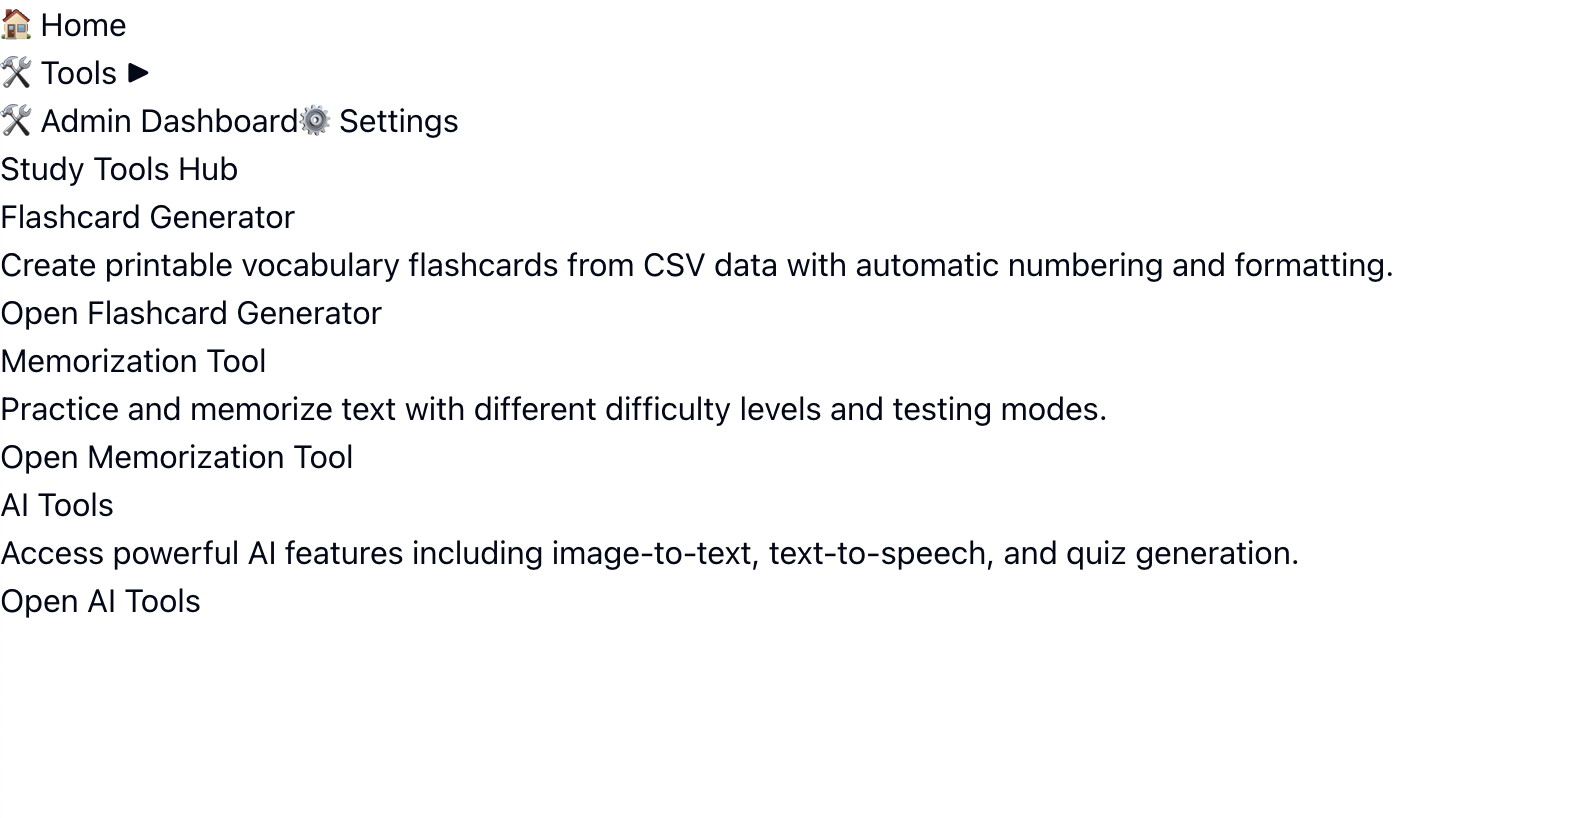 🏠 Home
🛠 Tools ▶
🛠 Admin Dashboard⚙️ Settings
Study Tools Hub
Flashcard Generator
Create printable vocabulary flashcards from CSV data with automatic numbering and formatting.
Open Flashcard Generator
Memorization Tool
Practice and memorize text with different difficulty levels and testing modes.
Open Memorization Tool
AI Tools
Access powerful AI features including image-to-text, text-to-speech, and quiz generation.
Open AI Tools